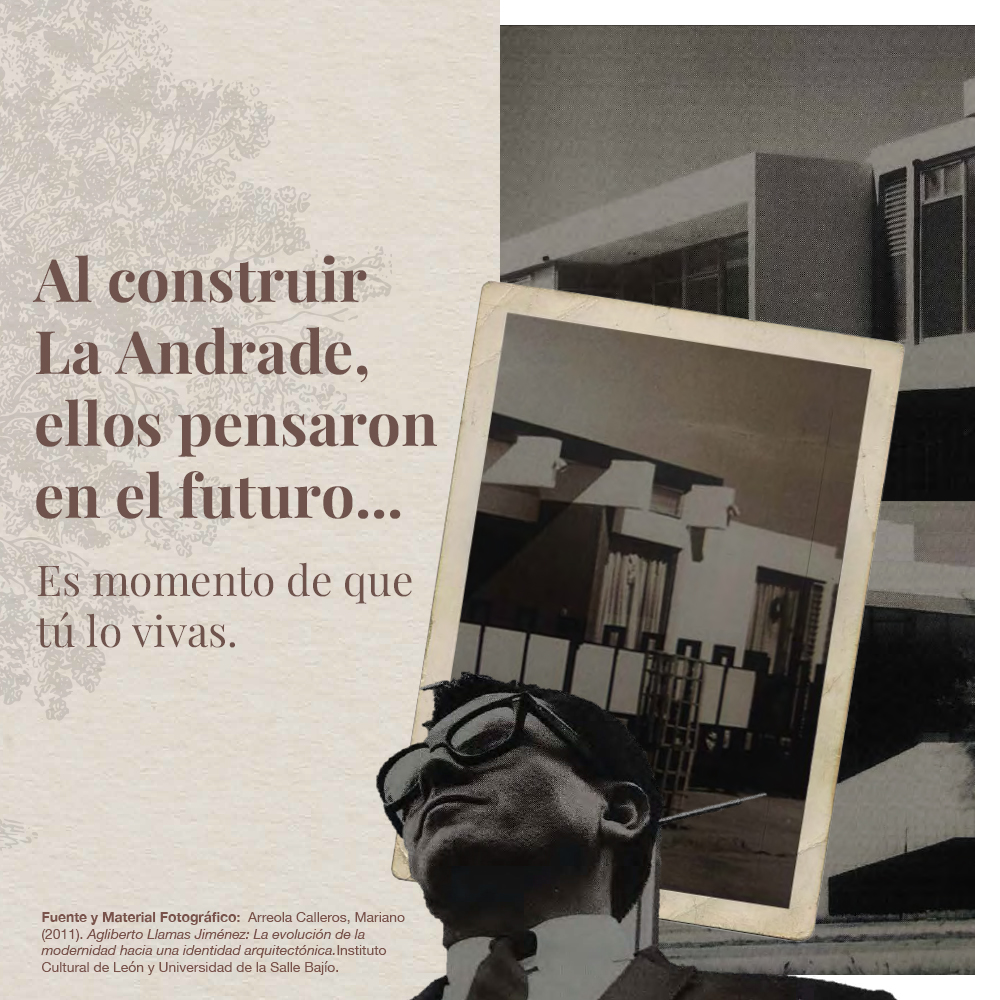 Al construir
La Andrade,
ellos pensaron
en el futuro...
Es momento de que
tú lo vivas.
Fuente y Material Fotográfico: Arreola Calleros, Mariano
(2011). Agliberto Llamas Jiménez: La evolución de la
modernidad hacia una identidad arquitectónica.Instituto
Cultural de León y Universidad de la Salle Bajío.